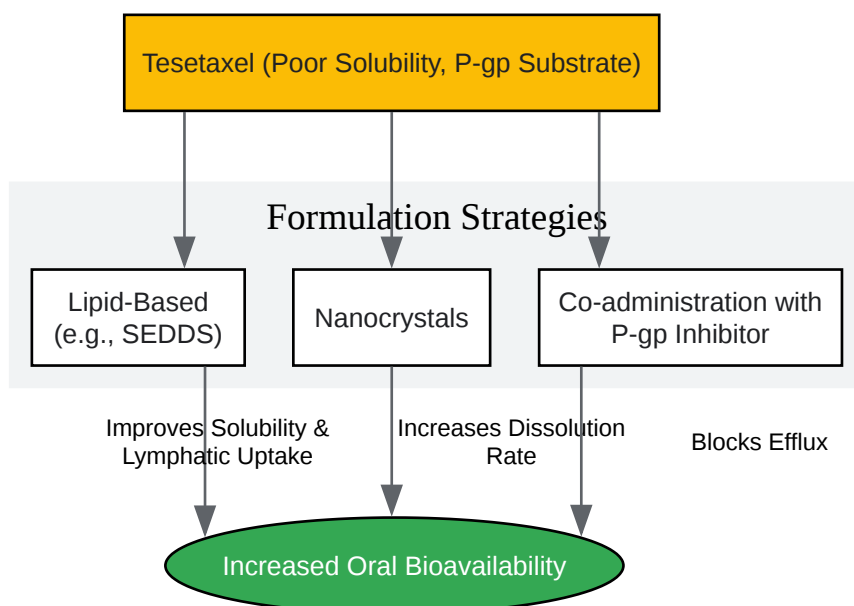 Tesetaxel (Poor Solubility, P-gp Substrate)
Formulation Strategies
Lipid-Based
(e.g., SEDDS)
Nanocrystals
Co-administration with
P-gp Inhibitor
Improves Solubility &
Lymphatic Uptake
Increases Dissolution
Rate
Blocks Efflux
Increased Oral Bioavailability